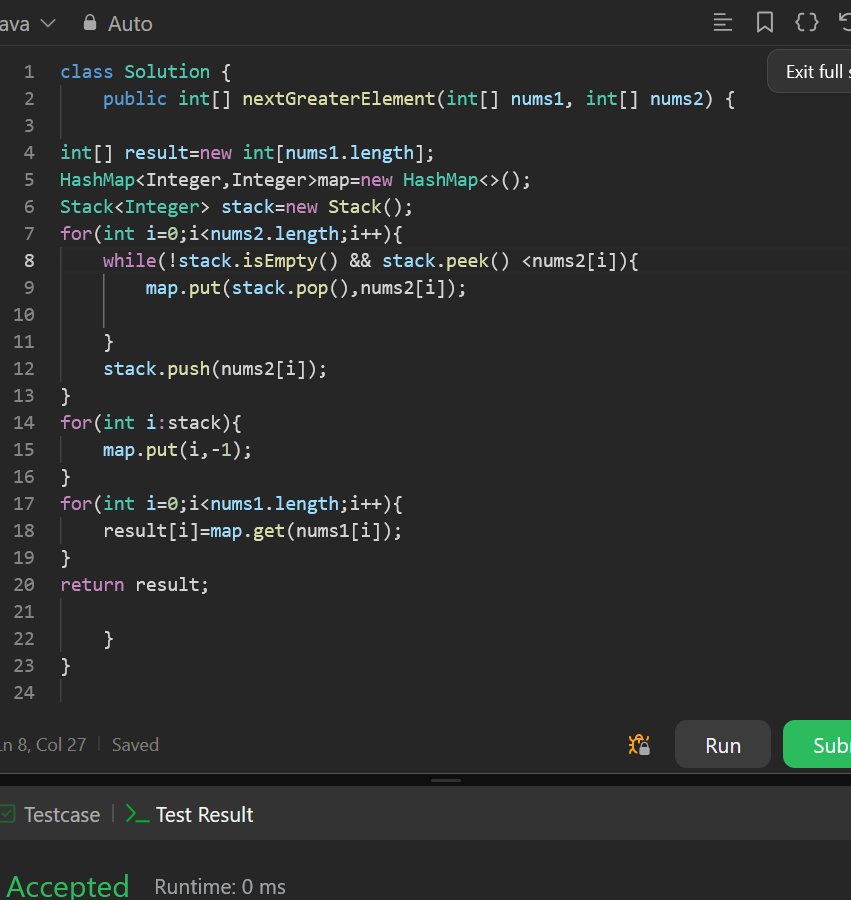 ava Auto
Exit full s
1 class Solution {
2 public int[] nextGreaterElement(int[] nums1, int[] nums2) {
3
4 int[] result=new int[nums1.length];
5 HashMap<Integer,Integer>map=new HashMap<>();
6 Stack<Integer> stack=new Stack();
7 for(int i=0;i<nums2.length;i++){
8 while(!stack.isEmpty() && stack.peek() <nums2[i]){
9 map.put(stack.pop(),nums2[i]);
10
11 }
12 stack.push(nums2[i]);
13 }
14 for(int i:stack){
15 map.put(i,-1);
16 }
17 for(int i=0;i<nums1.length;i++){
18 result[i]=map.get(nums1[i]);
19 }
20 return result;
21
22 }
23 }
24
Ln 8, Col 27 Saved
Run Sub
Testcase Test Result
Accepted Runtime: 0 ms